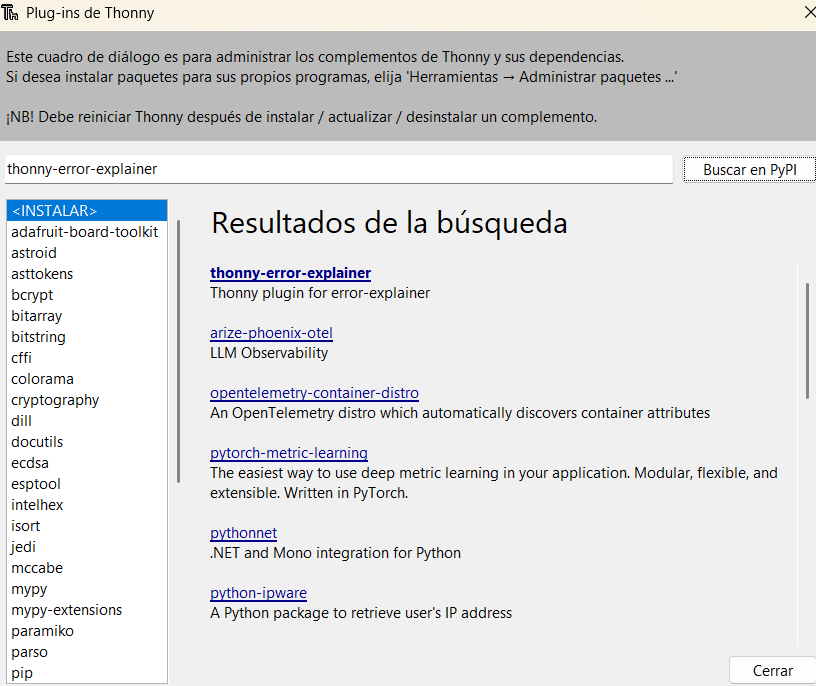 Plug-ins de Thonny
Este cuadro de diálogo es para administrar los complementos de Thonny y sus dependencias.
Si desea instalar paquetes para sus propios programas, elija 'Herramientas → Administrar paquetes ...'
¡NB! Debe reiniciar Thonny después de instalar / actualizar / desinstalar un complemento.
thonny-error-explainer
Buscar en PyPI
<INSTALAR>
adafruit-board-toolkit
astroid
asttokens
bcrypt
bitarray
bitstring
cffi
colorama
cryptography
dill
docutils
ecdsa
esptool
intelhex
isort
jedi
mccabe
mypy
mypy-extensions
paramiko
parso
pip
Resultados de la búsqueda
thonny-error-explainer
Thonny plugin for error-explainer
arize-phoenix-otel
LLM Observability
opentelemetry-container-distro
An OpenTelemetry distro which automatically discovers container attributes
pytorch-metric-learning
The easiest way to use deep metric learning in your application. Modular, flexible, and
extensible. Written in PyTorch.
pythonnet
.NET and Mono integration for Python
python-ipware
A Python package to retrieve user's IP address
Cerrar